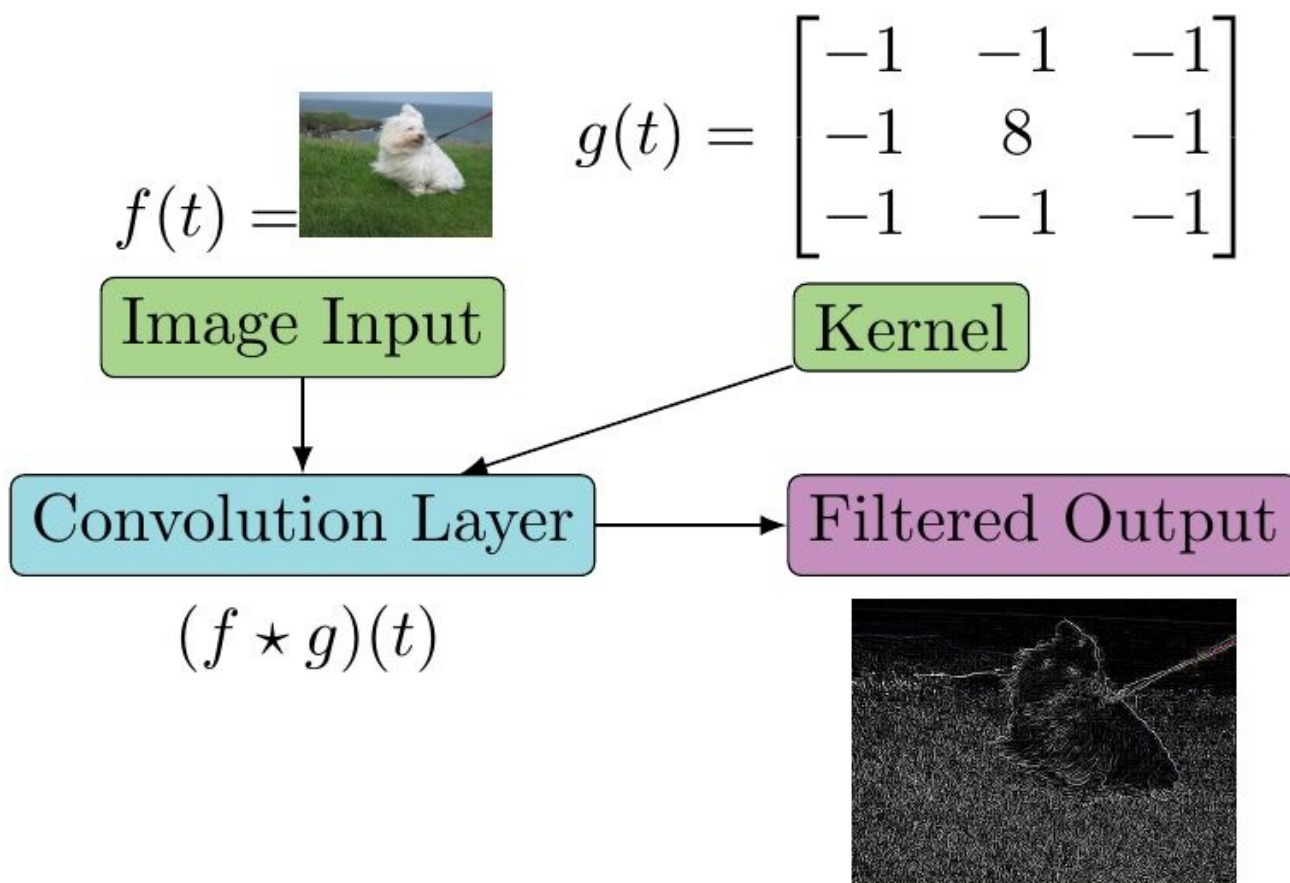 f(t) =
g(t) = [−1 −1 −1
−1 8 −1
−1 −1 −1]
Image Input
Kernel
Convolution Layer
Filtered Output
(f ⋆ g)(t)